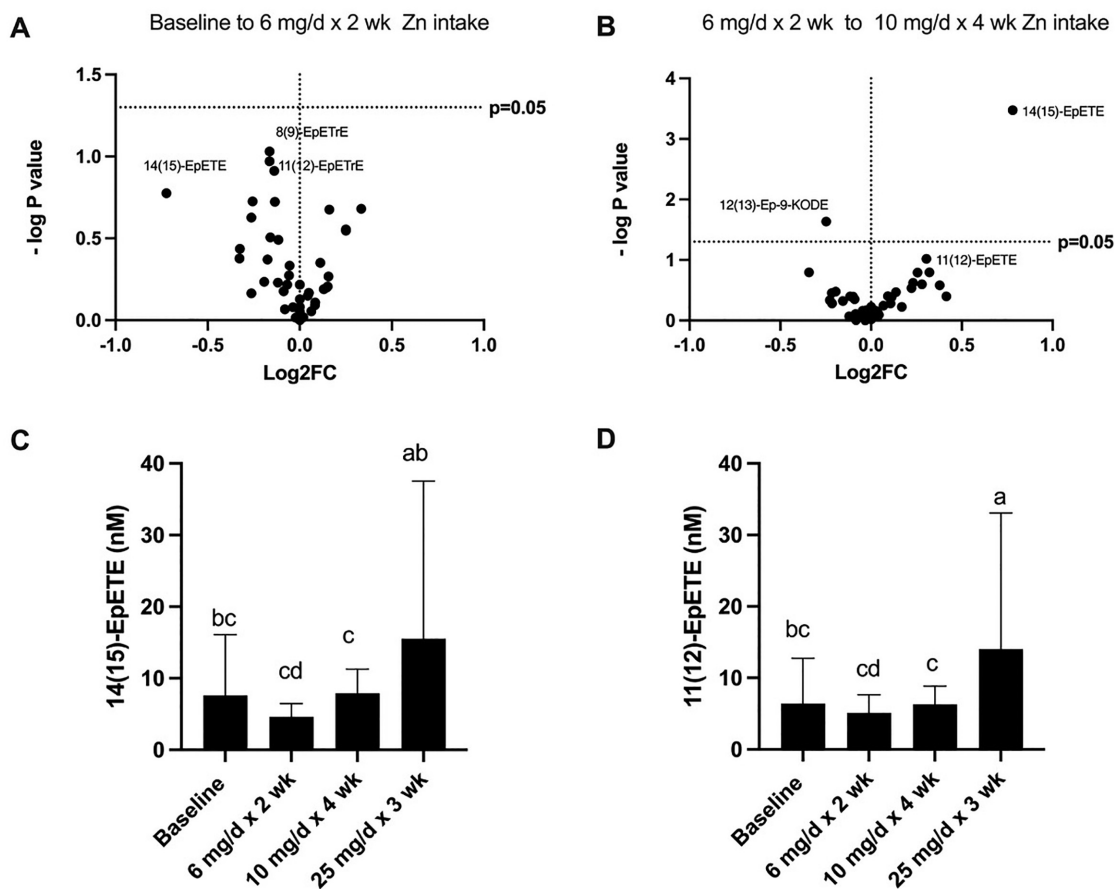 A
Baseline to 6 mg/d x 2 wk Zn intake
1.5
1.0
0.5
0.0
- log P value
p=0.05
8(9)-EpETrE
14(15)-EpETE
11(12)-EpETrE
-1.0
-0.5
0.0
0.5
1.0
Log2FC
B
6 mg/d x 2 wk to 10 mg/d x 4 wk Zn intake
4
3
2
1
0
- log P value
14(15)-EpETE
12(13)-Ep-9-KODE
p=0.05
11(12)-EpETE
-1.0
-0.5
0.0
0.5
1.0
Log2FC
C
40
30
20
10
0
14(15)-EpETE (nM)
bc
cd
c
ab
Baseline
6 mg/d x 2 wk
10 mg/d x 4 wk
25 mg/d x 3 wk
D
40
30
20
10
0
11(12)-EpETE (nM)
bc
cd
c
a
Baseline
6 mg/d x 2 wk
10 mg/d x 4 wk
25 mg/d x 3 wk